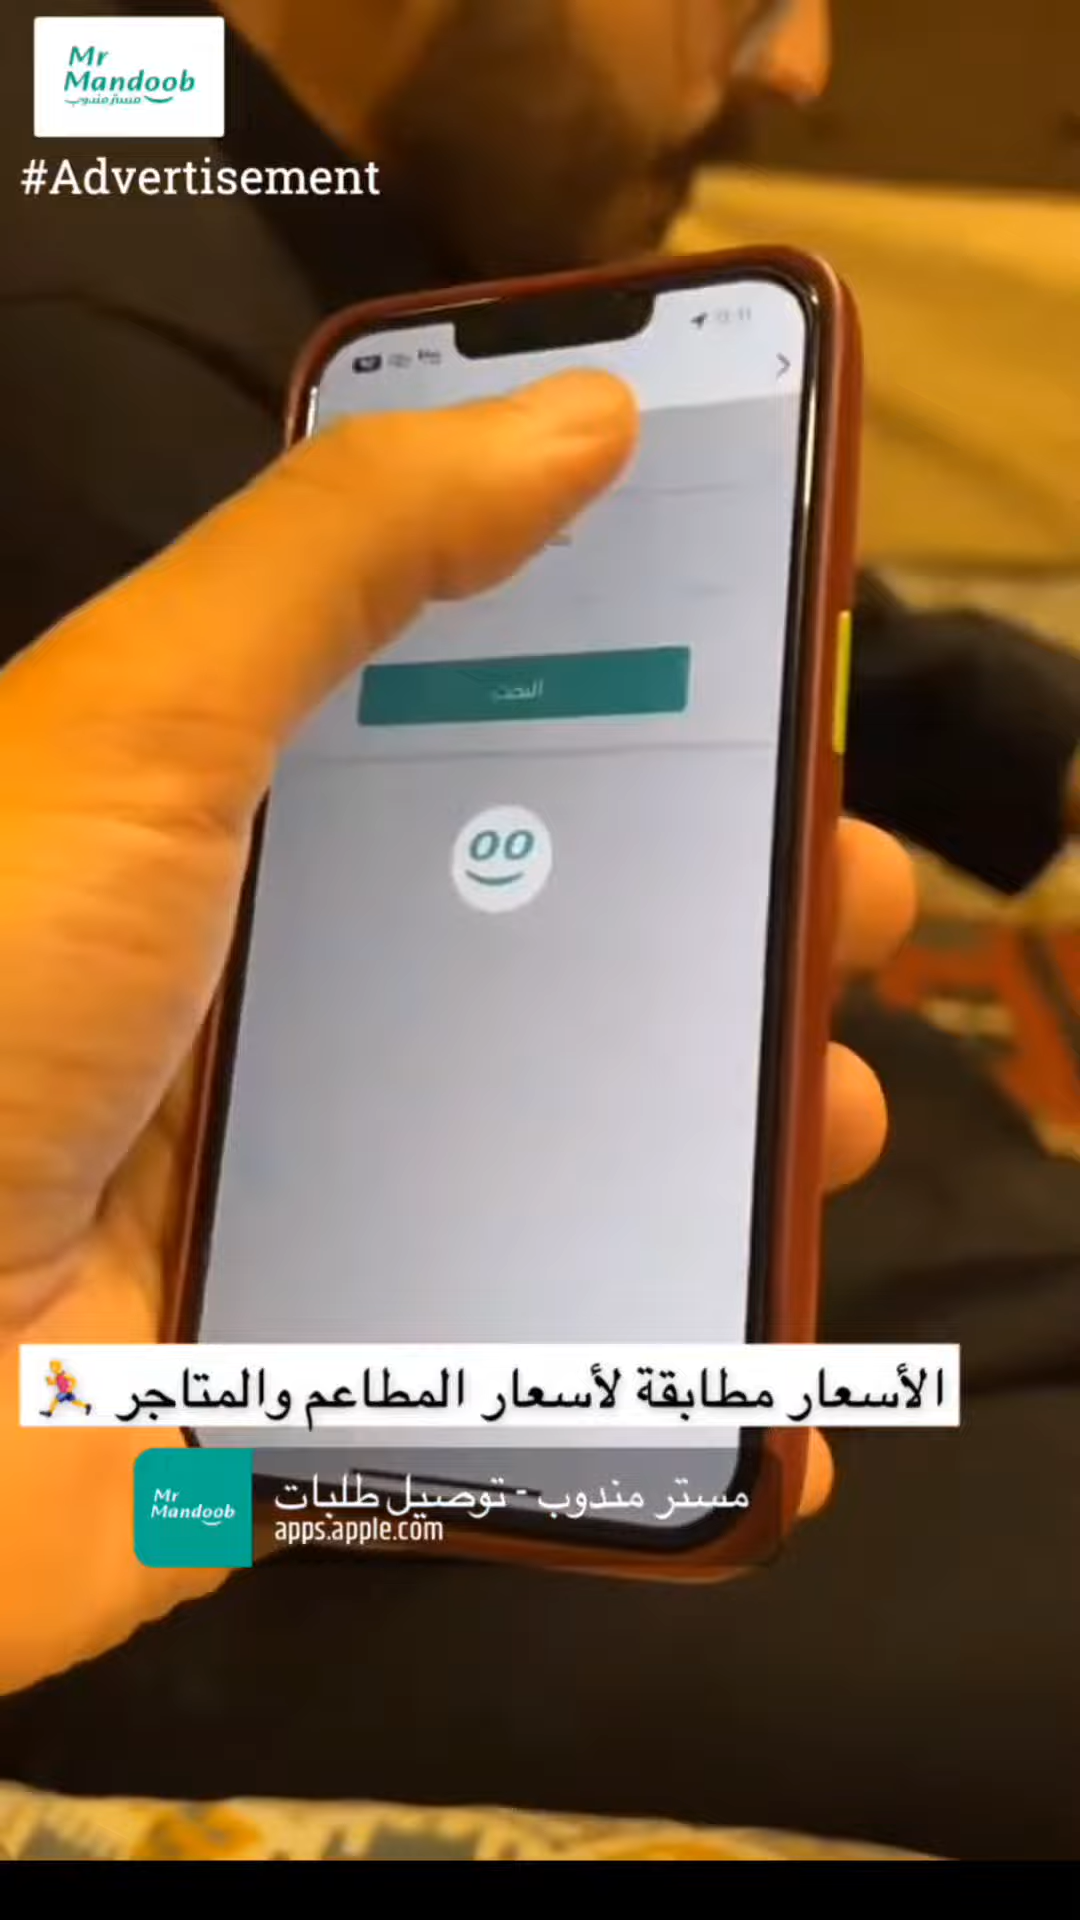 Mr
Mandoob
مستر مندوب
#Advertisement
البحث
الأسعار مطابقة لأسعار المطاعم والمتاجر
Mr
Mandoob
مستر مندوب - توصيل طلبات
apps.apple.com